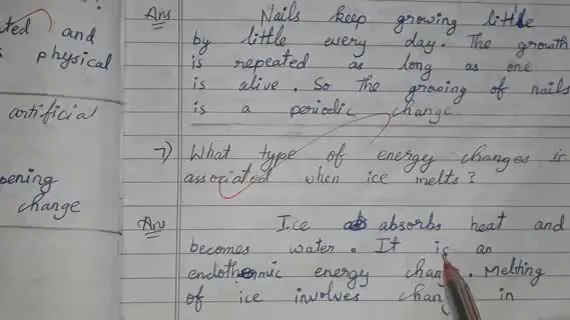 ted and
physical
artificial
pening
change
Ans Nails keep growing little
by little every day. The growth
is repeated as long as one
is alive. So the growing of nails
is a periodic change
7) What type of energy changes is
associated when ice melts?
Ans Ice absorbs heat and
becomes water. It is an
endothermic energy chan
. Melting
of ice involves chan in